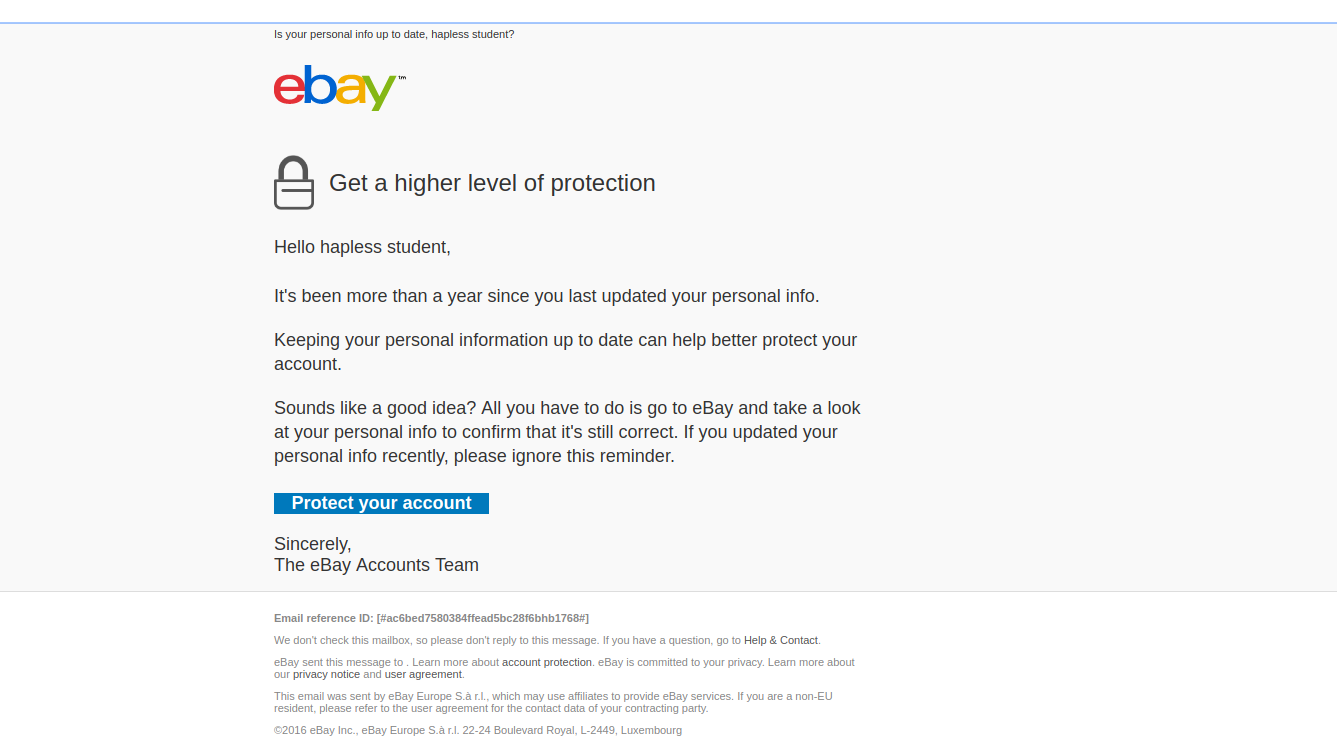 Is your personal info up to date, hapless student?
ebay™
Get a higher level of protection
Hello hapless student,
It's been more than a year since you last updated your personal info.
Keeping your personal information up to date can help better protect your
account.
Sounds like a good idea? All you have to do is go to eBay and take a look
at your personal info to confirm that it's still correct. If you updated your
personal info recently, please ignore this reminder.
Protect your account
Sincerely,
The eBay Accounts Team
Email reference ID: [#ac6bed7580384ffead5bc28f6bhb1768#]
We don't check this mailbox, so please don't reply to this message. If you have a question, go to Help & Contact.
eBay sent this message to . Learn more about account protection. eBay is committed to your privacy. Learn more about
our privacy notice and user agreement.
This email was sent by eBay Europe S.à r.l., which may use affiliates to provide eBay services. If you are a non-EU
resident, please refer to the user agreement for the contact data of your contracting party.
©2016 eBay Inc., eBay Europe S.à r.l. 22-24 Boulevard Royal, L-2449, Luxembourg